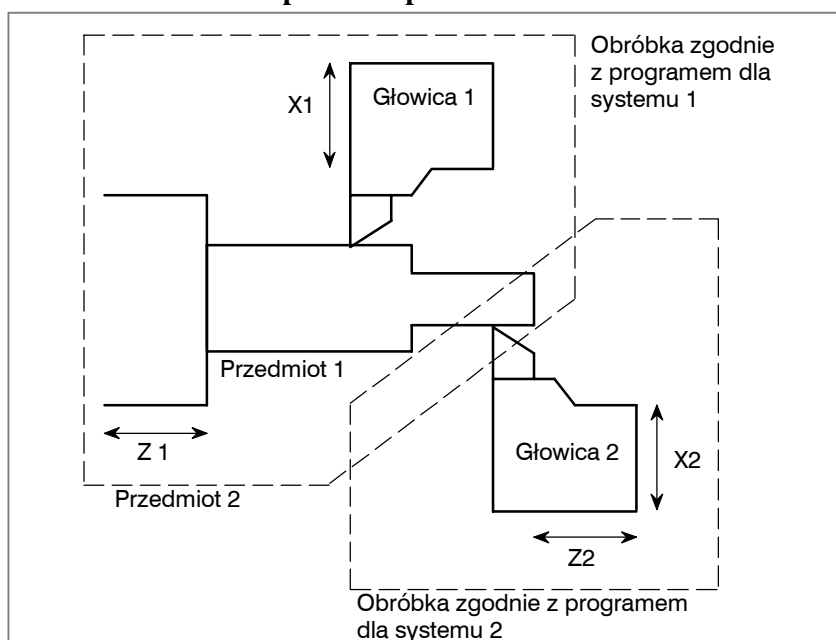 Obróbka zgodnie
z programem dla
systemu 1
X1
Głowica 1
Przedmiot 1
Głowica 2
X2
Z 1
Przedmiot 2
Z2
Obróbka zgodnie z programem
dla systemu 2